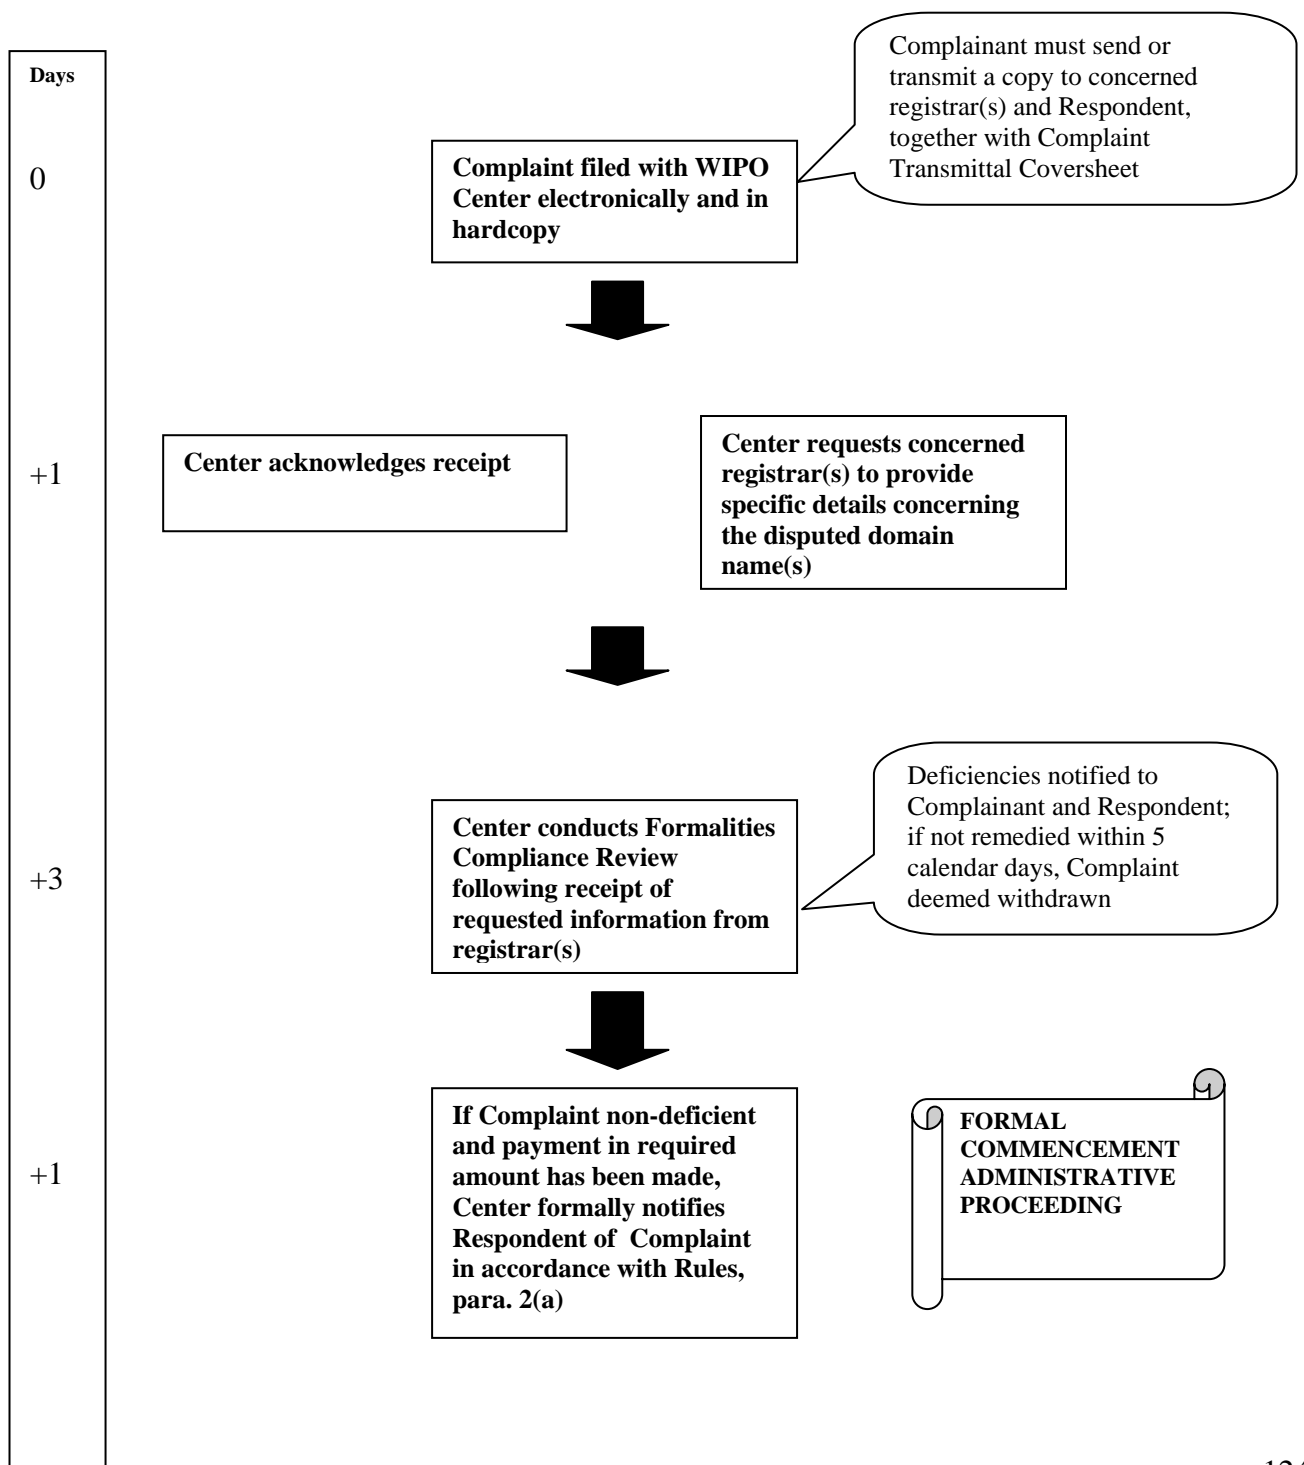 Days
Complainant must send or
transmit a copy to concerned
registrar(s) and Respondent,
together with Complaint
Transmittal Coversheet
0
Complaint filed with WIPO
Center electronically and in
hardcopy
+1
Center acknowledges receipt
Center requests concerned
registrar(s) to provide
specific details concerning
the disputed domain
name(s)
+3
Center conducts Formalities
Compliance Review
following receipt of
requested information from
registrar(s)
Deficiencies notified to
Complainant and Respondent;
if not remedied within 5
calendar days, Complaint
deemed withdrawn
+1
If Complaint non-deficient
and payment in required
amount has been made,
Center formally notifies
Respondent of Complaint
in accordance with Rules,
para. 2(a)
FORMAL
COMMENCEMENT
ADMINISTRATIVE
PROCEEDING